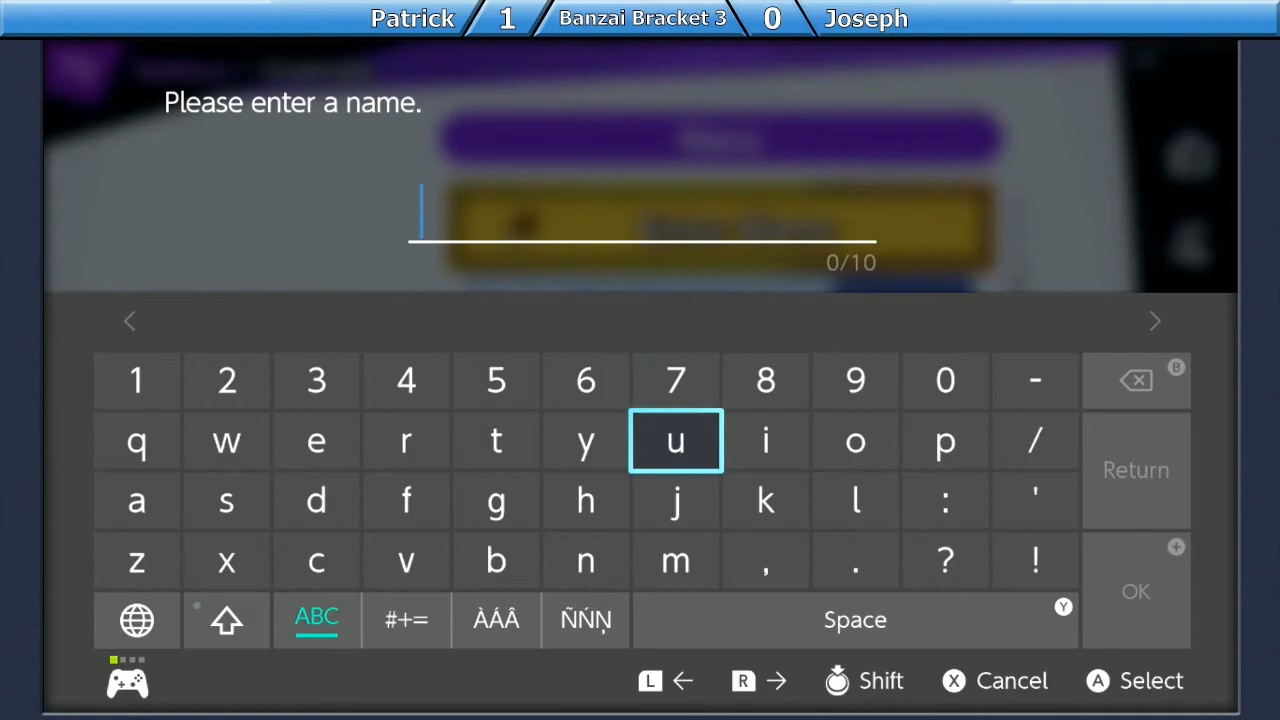 Patrick 1 Banzai Bracket 3 0 Joseph
Please enter a name.
0/10
1 2 3 4 5 6 7 8 9 0 - B
q w e r t y u i o p / Return
a s d f g h j k l : '
z x c v b n m , . ? ! + OK
ABC #+= ÀÁÂ ÑŃŅ Space Y
L ← R → Shift X Cancel A Select